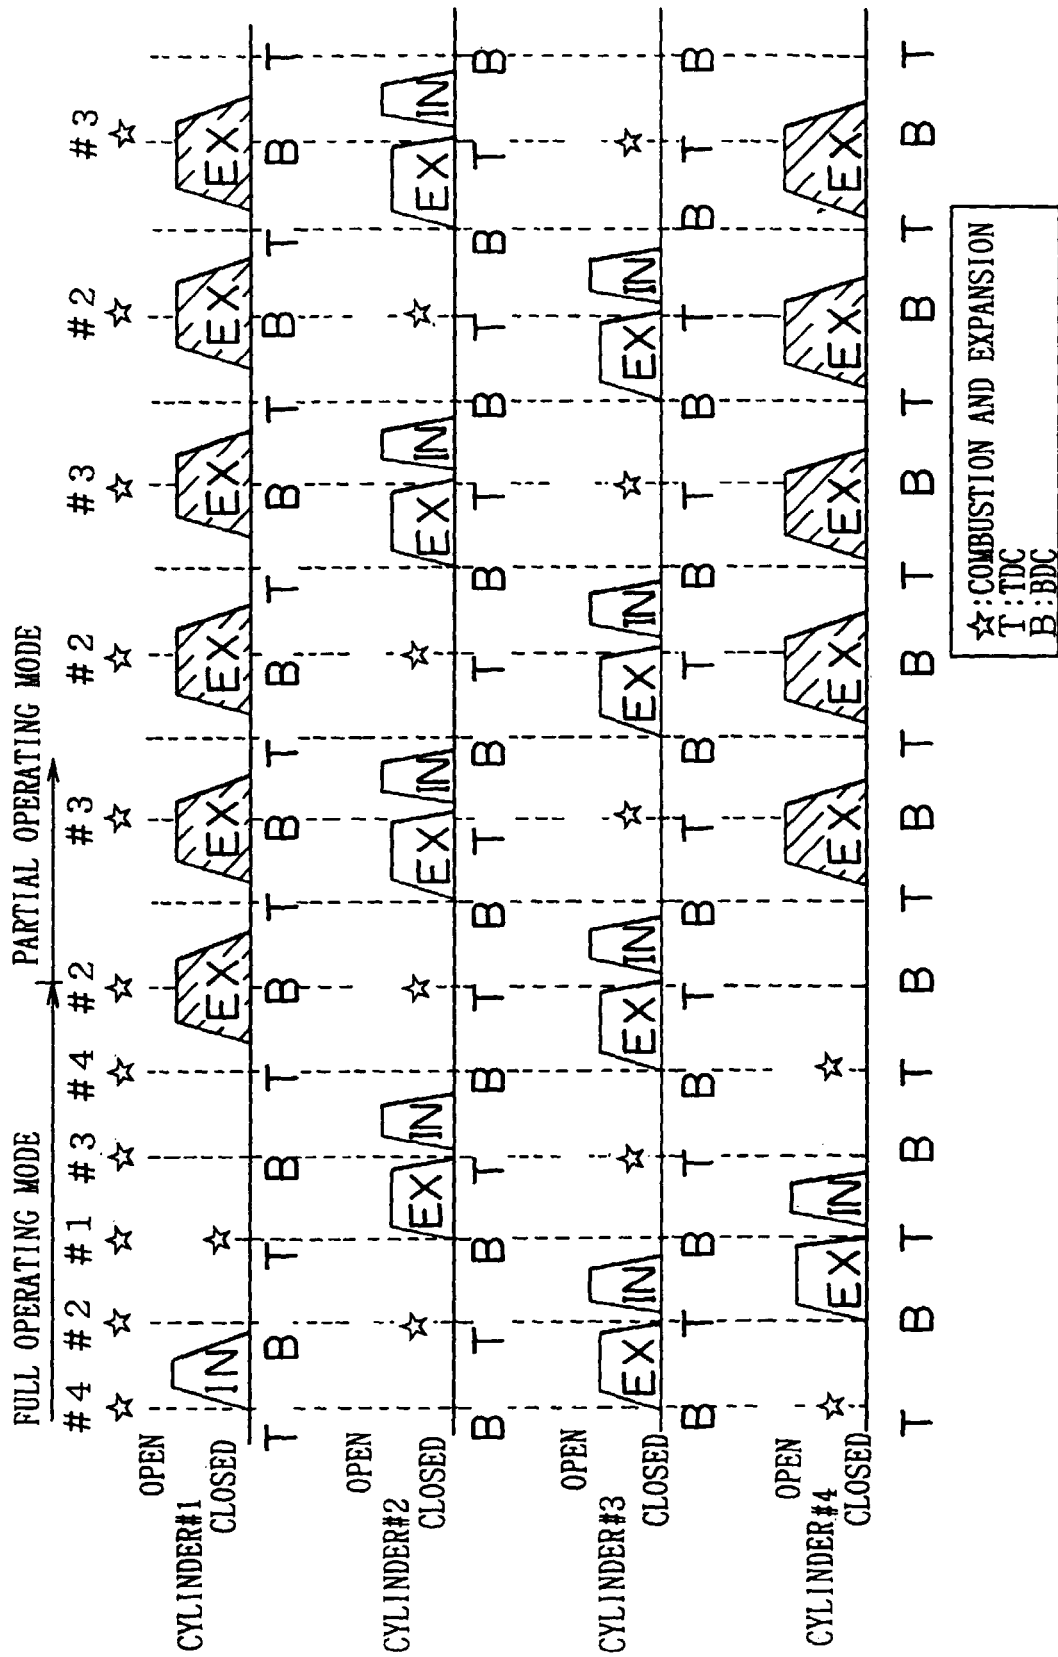 FULL OPERATING MODE PARTIAL OPERATING MODE
#4 #2 #1 #3 #4 #2 #3 #2 #3 #2 #3
☆ ☆ ☆ ☆ ☆ ☆ ☆ ☆ ☆ ☆ ☆
OPEN
CYLINDER#1 IN ☆ EX EX EX EX EX EX
CLOSED
T B T B T B T B T B T B T B T B T
OPEN
CYLINDER#2 ☆ EX IN ☆ EX IN ☆ EX IN ☆ EX IN
CLOSED
B T B T B T B T B T B T B T B T B
OPEN
CYLINDER#3 EX IN ☆ EX IN ☆ EX IN ☆ EX IN ☆
CLOSED
B T B T B T B T B T B T B T B T B
OPEN
CYLINDER#4 ☆ EX IN ☆ EX EX EX EX EX
CLOSED
T B T B T B T B T B T B T B T B T
☆:COMBUSTION AND EXPANSION
T:TDC
B:BDC